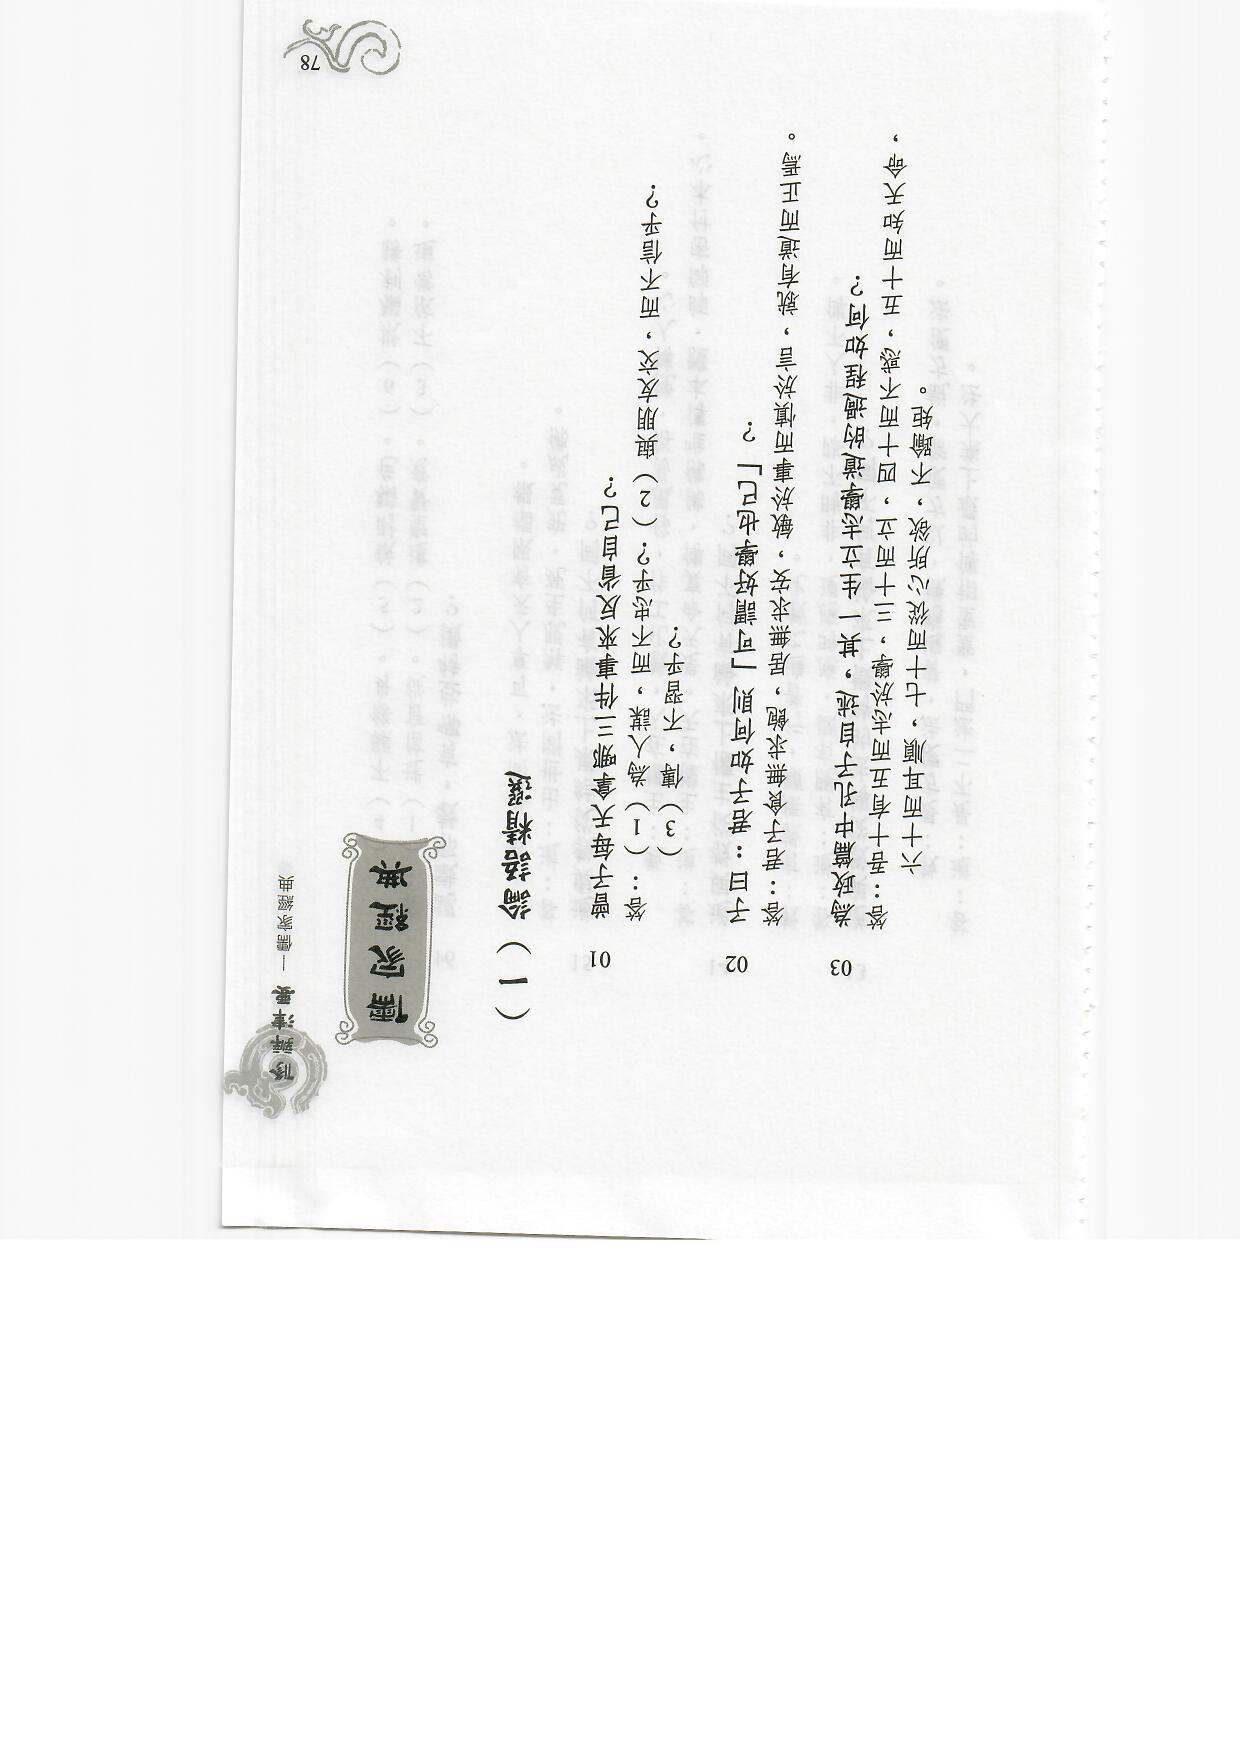 修辦津要 — 儒家經典
儒家經典
（一）論語精選
01 曾子每天拿哪三件事來反省自己？
答：（1）為人謀，而不忠乎？（2）與朋友交，而不信乎？
（3）傳，不習乎？
02 子曰：君子如何則「可謂好學也已」？
答：君子食無求飽，居無求安，敏於事而慎於言，就有道而正焉。
03 為政篇中孔子自述，其一生立志學道的過程如何？
答：吾十有五而志於學，三十而立，四十而不惑，五十而知天命，
六十而耳順，七十而從心所欲，不踰矩。
78